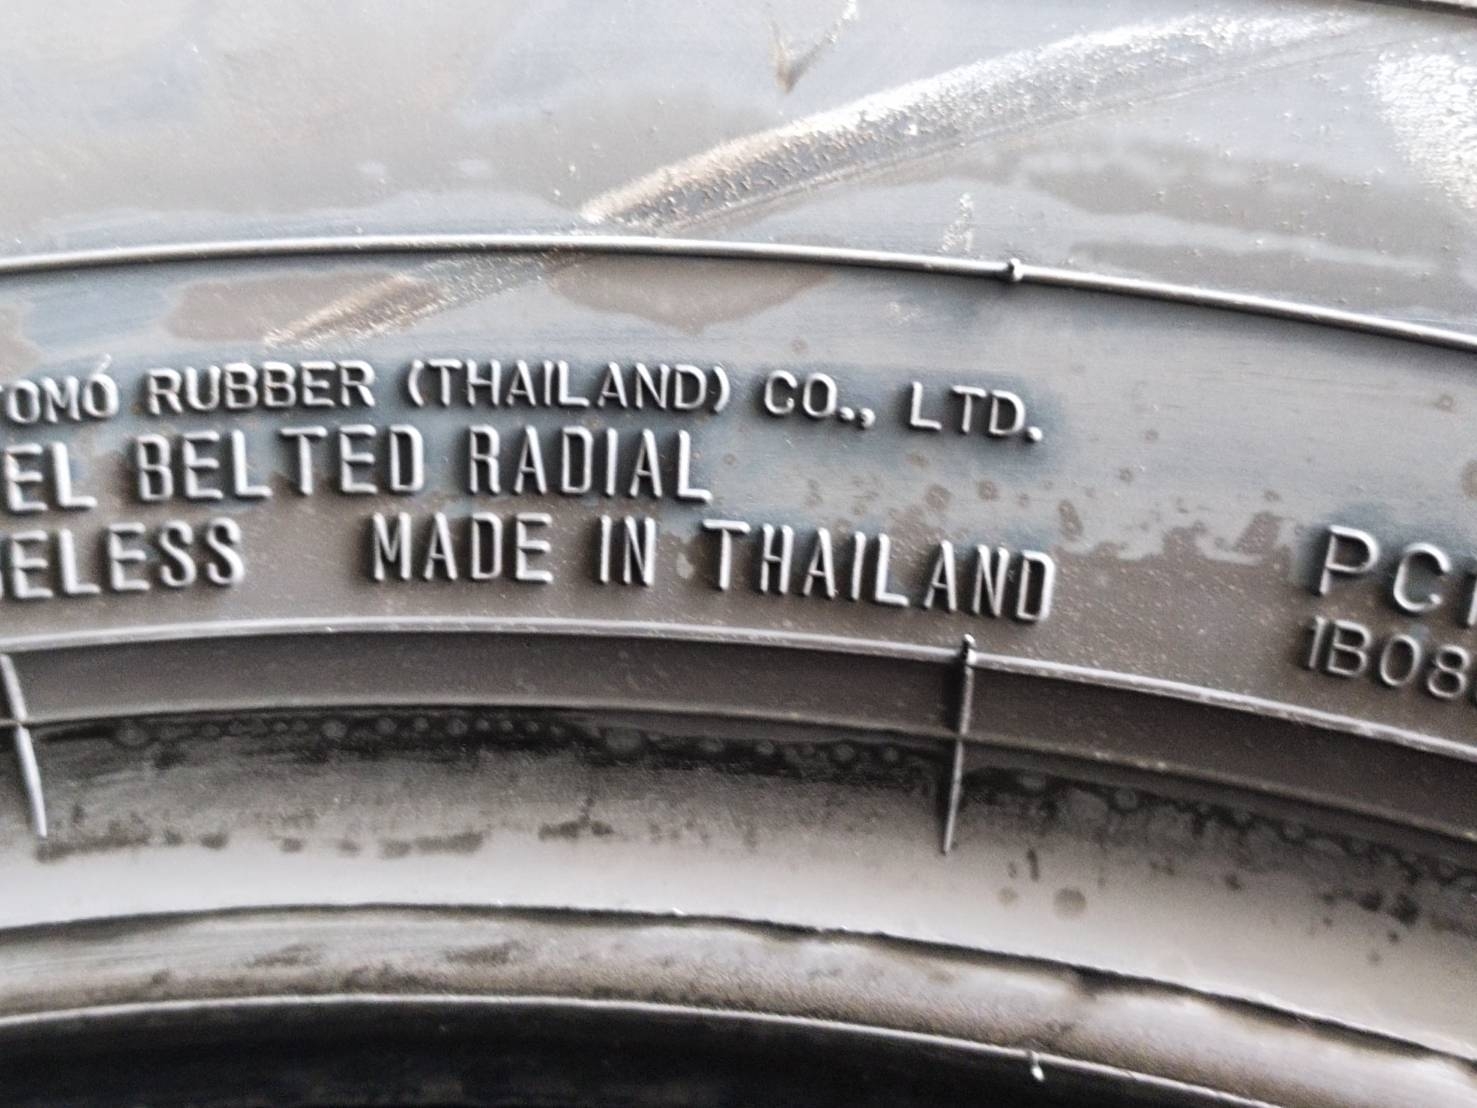 TOMO RUBBER (THAILAND) CO., LTD.
EL BELTED RADIAL
ELESS MADE IN THAILAND
PC
1B08